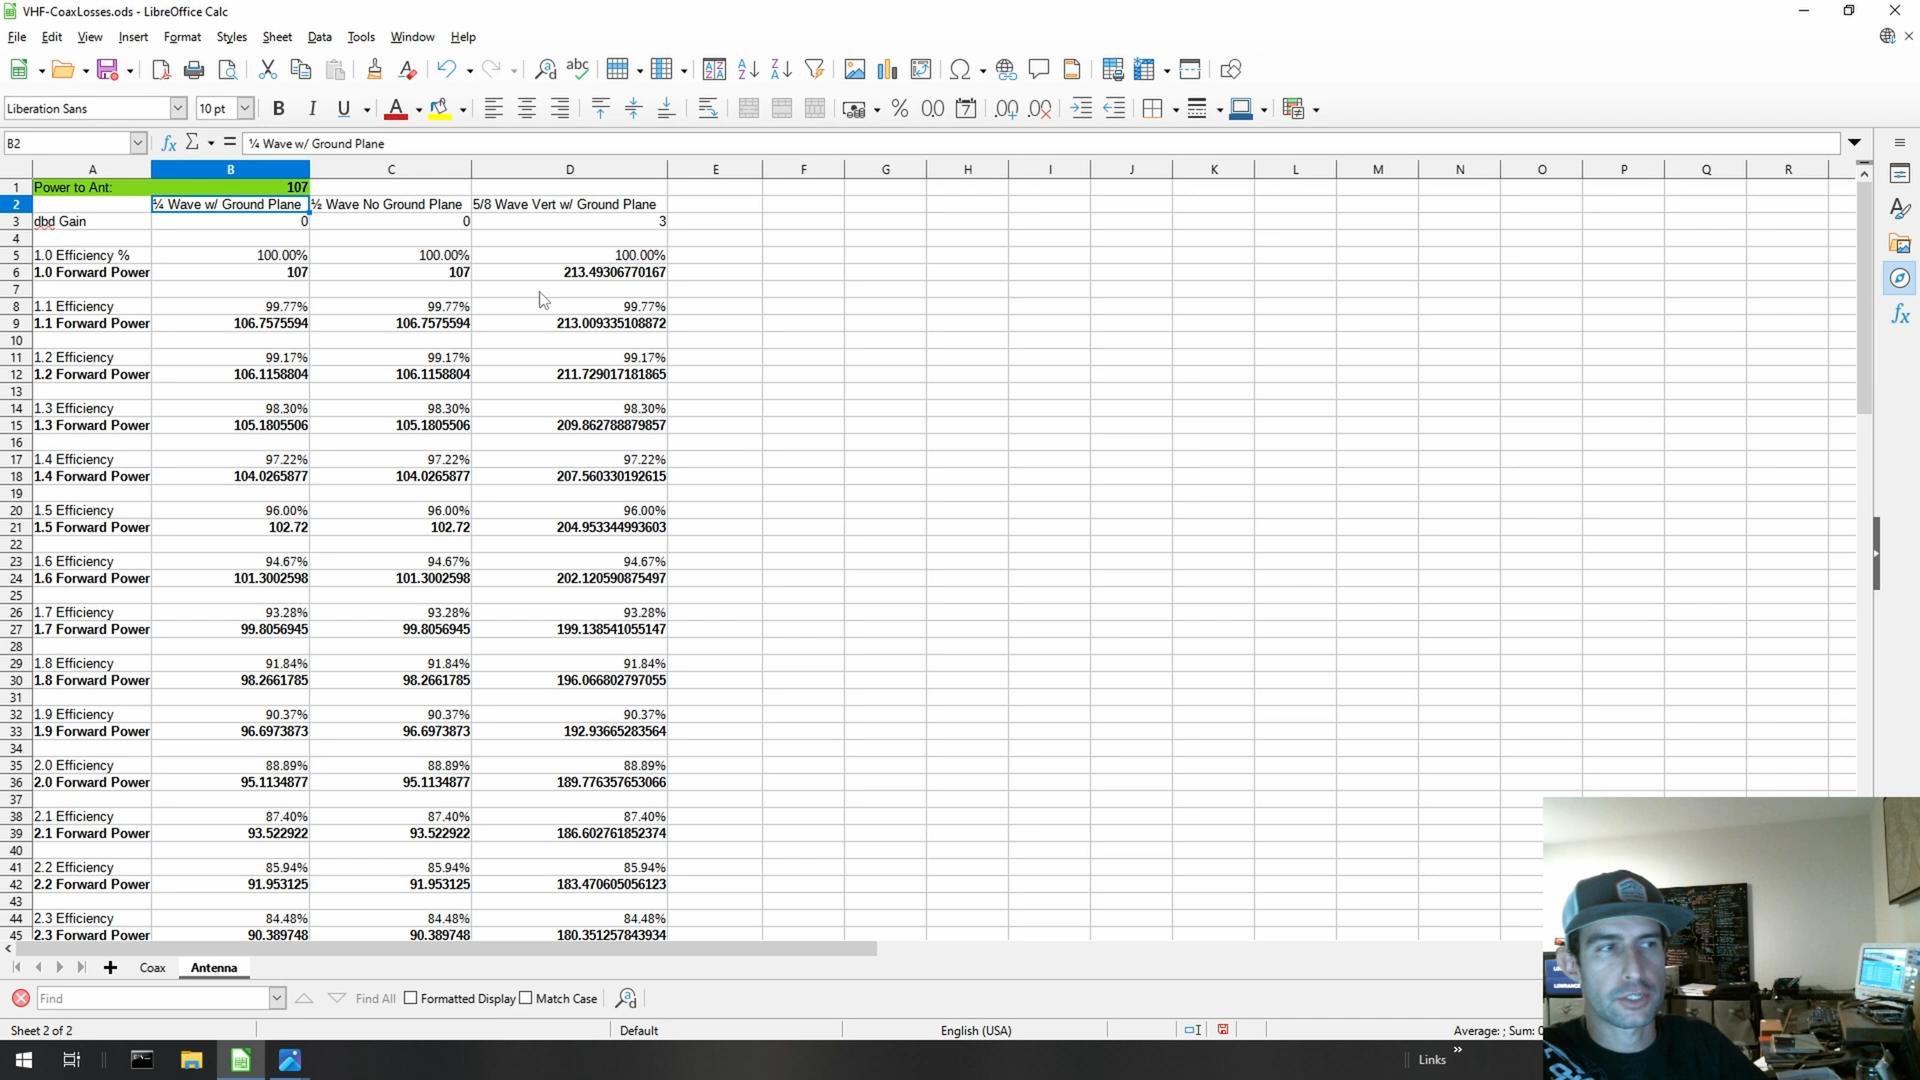 VHF-CoaxLosses.ods - LibreOffice Calc
File Edit View Insert Format Styles Sheet Data Tools Window Help
Liberation Sans 10 pt
B2 ¼ Wave w/ Ground Plane
A B C D E F G H I J K L M N O P Q R
1 Power to Ant: 107
2 ¼ Wave w/ Ground Plane ½ Wave No Ground Plane 5/8 Wave Vert w/ Ground Plane
3 dbd Gain 0 0 3
4
5 1.0 Efficiency % 100.00% 100.00% 100.00%
6 1.0 Forward Power 107 107 213.49306770167
7
8 1.1 Efficiency 99.77% 99.77% 99.77%
9 1.1 Forward Power 106.7575594 106.7575594 213.009335108872
10
11 1.2 Efficiency 99.17% 99.17% 99.17%
12 1.2 Forward Power 106.1158804 106.1158804 211.729017181865
13
14 1.3 Efficiency 98.30% 98.30% 98.30%
15 1.3 Forward Power 105.1805506 105.1805506 209.862788879857
16
17 1.4 Efficiency 97.22% 97.22% 97.22%
18 1.4 Forward Power 104.0265877 104.0265877 207.560330192615
19
20 1.5 Efficiency 96.00% 96.00% 96.00%
21 1.5 Forward Power 102.72 102.72 204.953344993603
22
23 1.6 Efficiency 94.67% 94.67% 94.67%
24 1.6 Forward Power 101.3002598 101.3002598 202.120590875497
25
26 1.7 Efficiency 93.28% 93.28% 93.28%
27 1.7 Forward Power 99.8056945 99.8056945 199.138541055147
28
29 1.8 Efficiency 91.84% 91.84% 91.84%
30 1.8 Forward Power 98.2661785 98.2661785 196.066802797055
31
32 1.9 Efficiency 90.37% 90.37% 90.37%
33 1.9 Forward Power 96.6973873 96.6973873 192.93665283564
34
35 2.0 Efficiency 88.89% 88.89% 88.89%
36 2.0 Forward Power 95.1134877 95.1134877 189.776357653066
37
38 2.1 Efficiency 87.40% 87.40% 87.40%
39 2.1 Forward Power 93.522922 93.522922 186.602761852374
40
41 2.2 Efficiency 85.94% 85.94% 85.94%
42 2.2 Forward Power 91.953125 91.953125 183.470605056123
43
44 2.3 Efficiency 84.48% 84.48% 84.48%
45 2.3 Forward Power 90.389748 90.389748 180.351257843934
Coax Antenna
Find Find All Formatted Display Match Case
Sheet 2 of 2 Default English (USA) Average: ; Sum: 0
Links
LOWRANCE